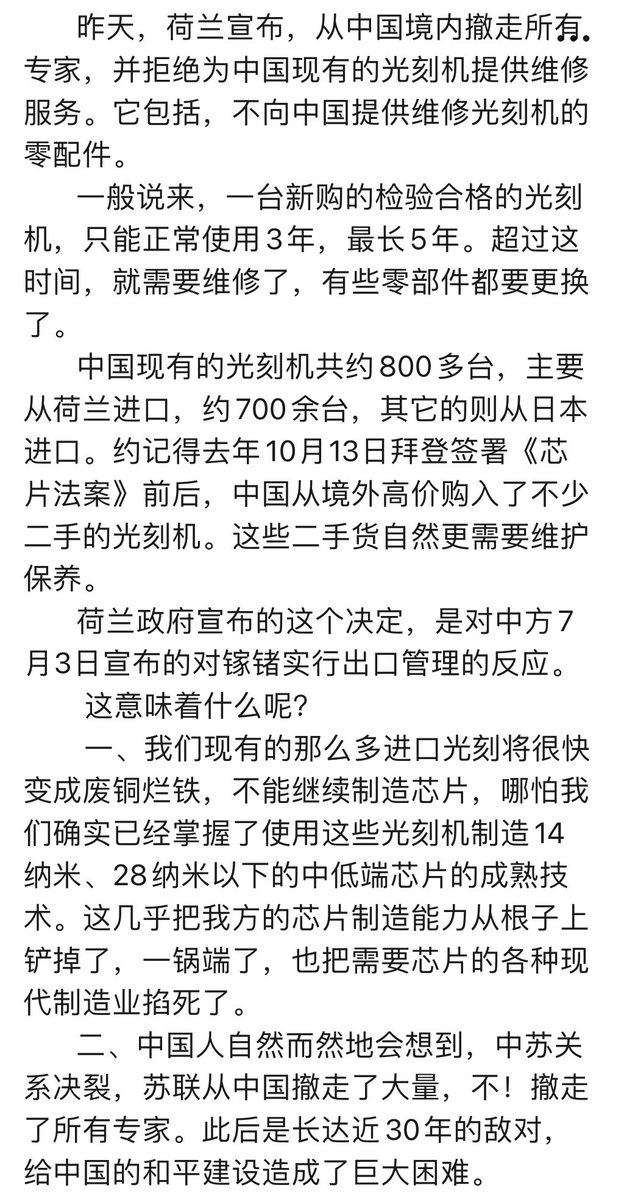 昨天，荷兰宣布，从中国境内撤走所有
专家，并拒绝为中国现有的光刻机提供维修
服务。它包括，不向中国提供维修光刻机的
零配件。
一般说来，一台新购的检验合格的光刻
机，只能正常使用3年，最长5年。超过这
时间，就需要维修了，有些零部件都要更换
了。
中国现有的光刻机共约800多台，主要
从荷兰进口，约700余台，其它的则从日本
进口。约记得去年10月13日拜登签署《芯
片法案》前后，中国从境外高价购入了不少
二手的光刻机。这些二手货自然更需要维护
保养。
荷兰政府宣布的这个决定，是对中方7
月3日宣布的对镓锗实行出口管理的反应。
这意味着什么呢？
一、我们现有的那么多进口光刻将很快
变成废铜烂铁，不能继续制造芯片，哪怕我
们确实已经掌握了使用这些光刻机制造14
纳米、28纳米以下的中低端芯片的成熟技
术。这几乎把我方的芯片制造能力从根子上
铲掉了，一锅端了，也把需要芯片的各种现
代制造业掐死了。
二、中国人自然而然地会想到，中苏关
系决裂，苏联从中国撤走了大量，不！撤走
了所有专家。此后是长达近30年的敌对，
给中国的和平建设造成了巨大困难。